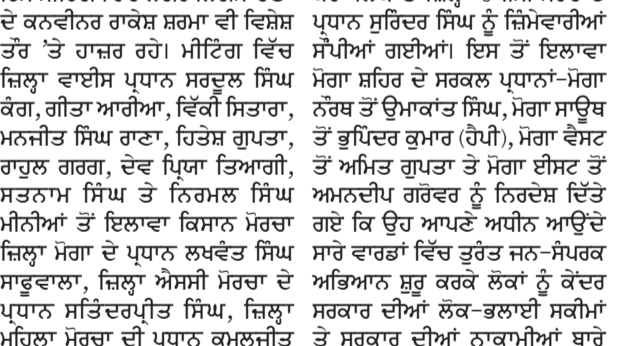 ਦੇ ਕਨਵੀਨਰ ਰਾਕੇਸ਼ ਸ਼ਰਮਾ ਵੀ ਵਿਸ਼ੇਸ਼
ਤੌਰ ’ਤੇ ਹਾਜ਼ਰ ਰਹੇ। ਮੀਟਿੰਗ ਵਿੱਚ
ਜ਼ਿਲ੍ਹਾ ਵਾਈਸ ਪ੍ਰਧਾਨ ਸਰਦੂਲ ਸਿੰਘ
ਕੰਗ, ਗੀਤਾ ਆਰੀਆ, ਵਿੱਕੀ ਸਿਤਾਰਾ,
ਮਨਜੀਤ ਸਿੰਘ ਰਾਣਾ, ਹਿਤੇਸ਼ ਗੁਪਤਾ,
ਰਾਹੁਲ ਗਰਗ, ਦੇਵ ਪ੍ਰਿਯਾ ਤਿਆਗੀ,
ਸਤਨਾਮ ਸਿੰਘ ਤੇ ਨਿਰਮਲ ਸਿੰਘ
ਮੀਨੀਆਂ ਤੋਂ ਇਲਾਵਾ ਕਿਸਾਨ ਮੋਰਚਾ
ਜ਼ਿਲ੍ਹਾ ਮੋਗਾ ਦੇ ਪ੍ਰਧਾਨ ਲਖਵੰਤ ਸਿੰਘ
ਸਾਫੂਵਾਲਾ, ਜ਼ਿਲ੍ਹਾ ਐਸਸੀ ਮੋਰਚਾ ਦੇ
ਪ੍ਰਧਾਨ ਸਤਿੰਦਰਪ੍ਰੀਤ ਸਿੰਘ, ਜ਼ਿਲ੍ਹਾ
ਮਹਿਲਾ ਮੋਰਚਾ ਦੀ ਪ੍ਰਧਾਨ ਕਮਲਜੀਤ
ਪ੍ਰਧਾਨ ਸੁਰਿੰਦਰ ਸਿੰਘ ਨੂੰ ਜ਼ਿੰਮੇਵਾਰੀਆਂ
ਸੌਂਪੀਆਂ ਗਈਆਂ। ਇਸ ਤੋਂ ਇਲਾਵਾ
ਮੋਗਾ ਸ਼ਹਿਰ ਦੇ ਸਰਕਲ ਪ੍ਰਧਾਨਾਂ-ਮੋਗਾ
ਨੌਰਥ ਤੋਂ ਉਮਾਕਾਂਤ ਸਿੰਘ, ਮੋਗਾ ਸਾਊਥ
ਤੋਂ ਭੁਪਿੰਦਰ ਕੁਮਾਰ (ਹੈਪੀ), ਮੋਗਾ ਵੈਸਟ
ਤੋਂ ਅਮਿਤ ਗੁਪਤਾ ਤੇ ਮੋਗਾ ਈਸਟ ਤੋਂ
ਅਮਨਦੀਪ ਗਰੋਵਰ ਨੂੰ ਨਿਰਦੇਸ਼ ਦਿੱਤੇ
ਗਏ ਕਿ ਉਹ ਆਪਣੇ ਅਧੀਨ ਆਉਂਦੇ
ਸਾਰੇ ਵਾਰਡਾਂ ਵਿੱਚ ਤੁਰੰਤ ਜਨ-ਸੰਪਰਕ
ਅਭਿਆਨ ਸ਼ੁਰੂ ਕਰਕੇ ਲੋਕਾਂ ਨੂੰ ਕੇਂਦਰ
ਸਰਕਾਰ ਦੀਆਂ ਲੋਕ-ਭਲਾਈ ਸਕੀਮਾਂ
ਤੇ ਸਰਕਾਰ ਦੀਆਂ ਨਾਕਾਮੀਆਂ ਬਾਰੇ